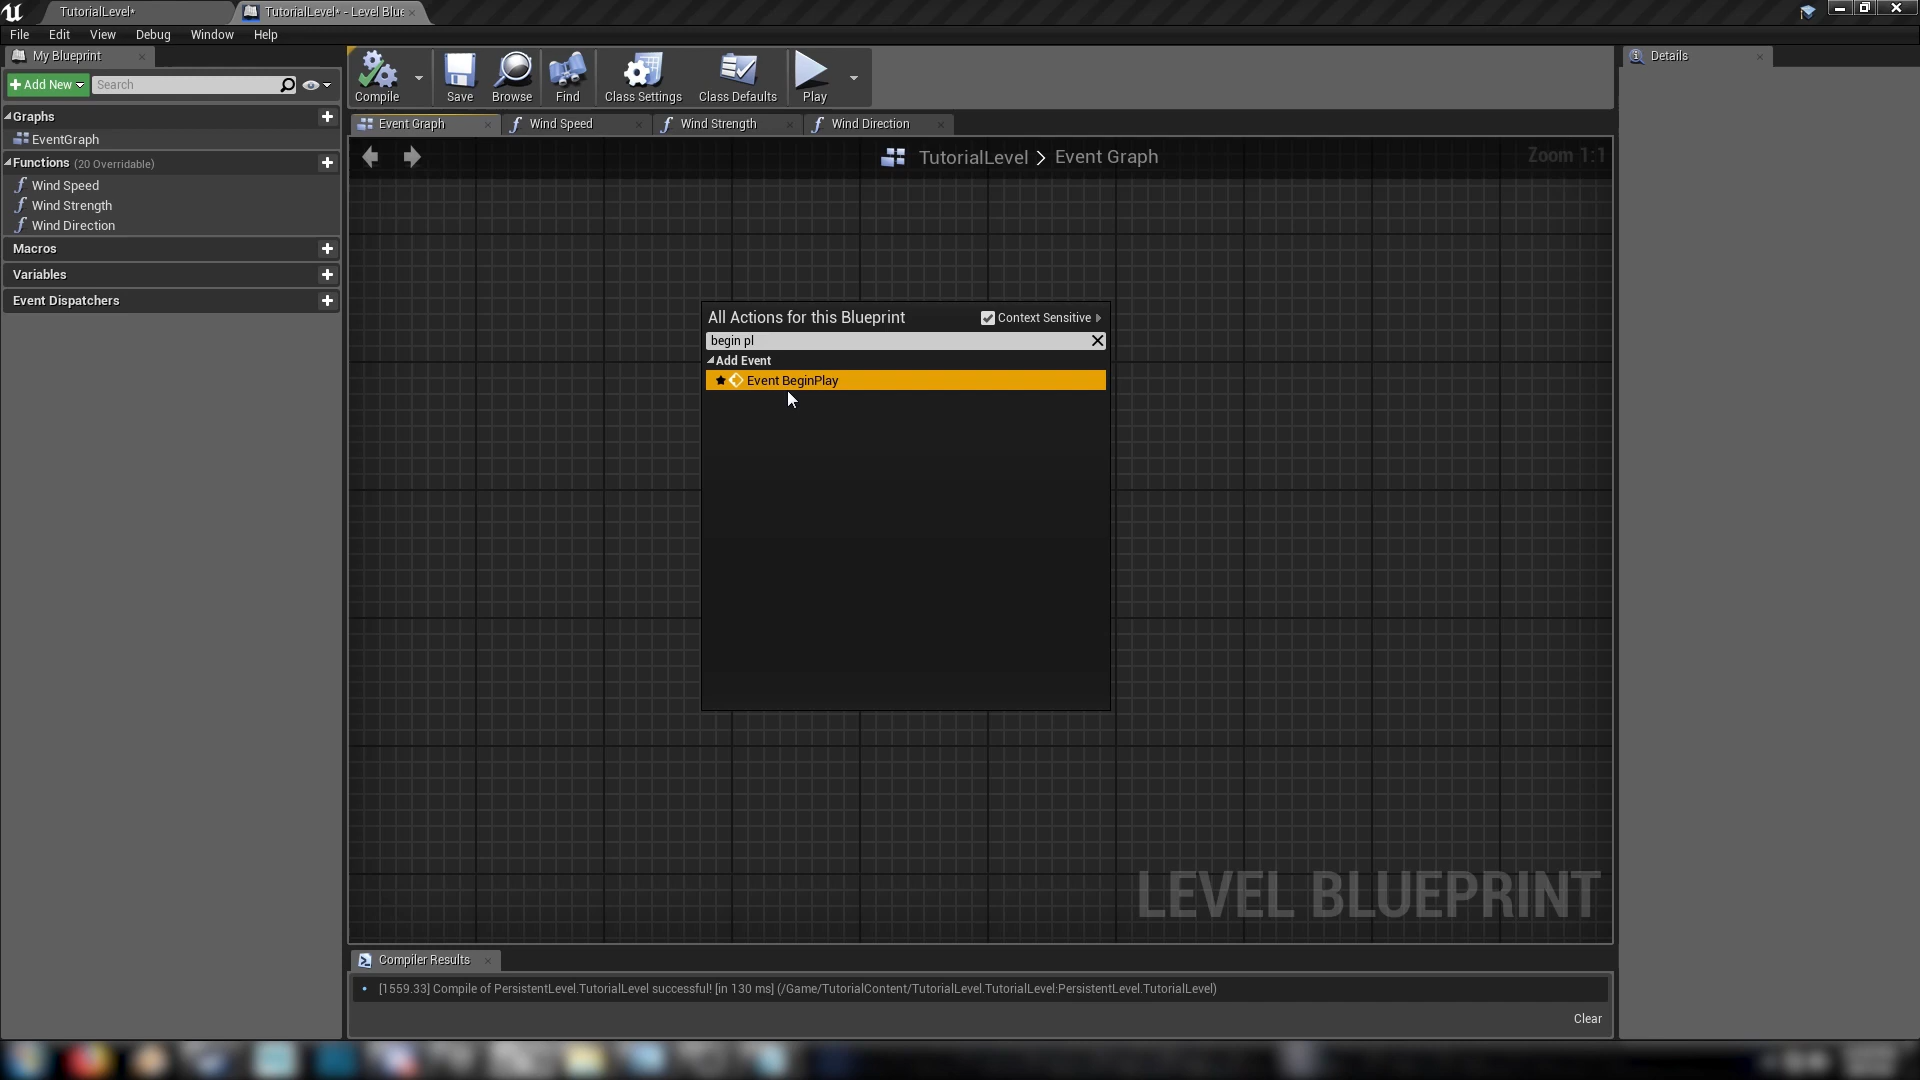 TutorialLevel*
TutorialLevel* - Level Blue
File Edit View Debug Window Help
My Blueprint
Add New Search
Graphs
EventGraph
Functions (20 Overridable)
Wind Speed
Wind Strength
Wind Direction
Macros
Variables
Event Dispatchers
Compile Save Browse Find Class Settings Class Defaults Play
Event Graph Wind Speed Wind Strength Wind Direction
TutorialLevel > Event Graph
Zoom 1:1
All Actions for this Blueprint Context Sensitive
begin pl
Add Event
Event BeginPlay
LEVEL BLUEPRINT
Compiler Results
[1559.33] Compile of PersistentLevel.TutorialLevel successful! [in 130 ms] (/Game/TutorialContent/TutorialLevel.TutorialLevel:PersistentLevel.TutorialLevel)
Clear
Details